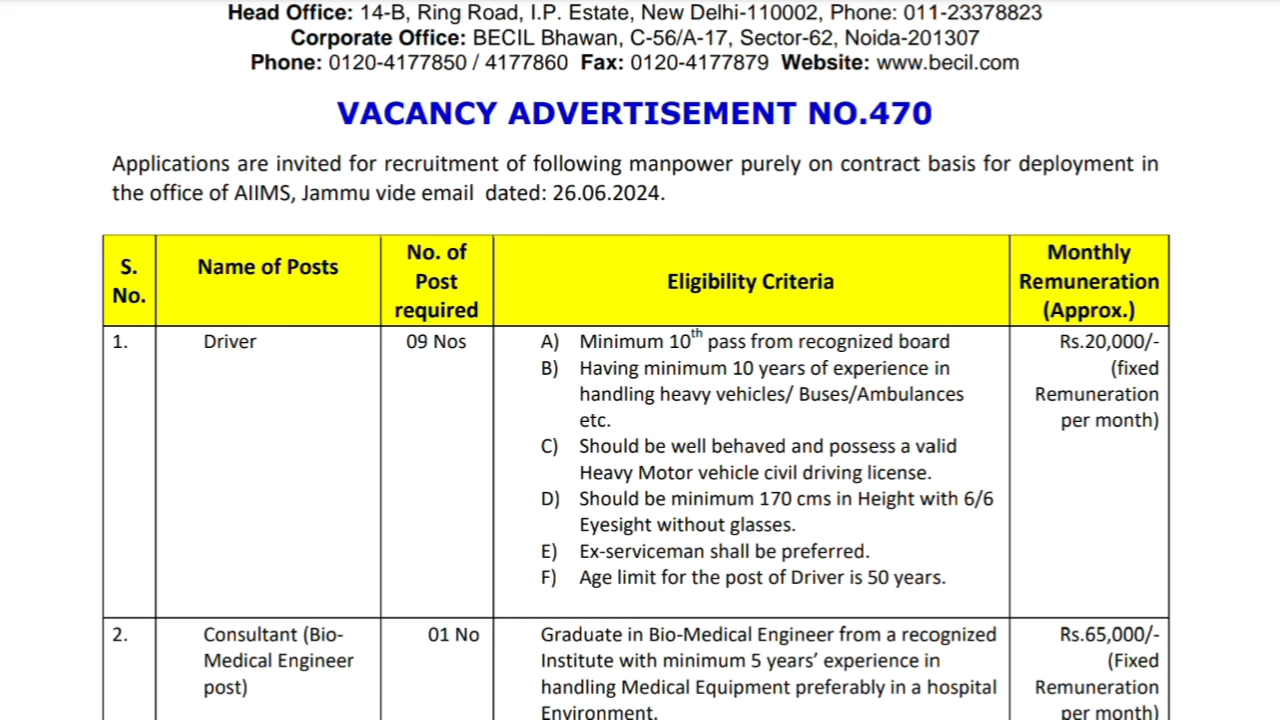 Head Office: 14-B, Ring Road, I.P. Estate, New Delhi-110002, Phone: 011-23378823
Corporate Office: BECIL Bhawan, C-56/A-17, Sector-62, Noida-201307
Phone: 0120-4177850 / 4177860 Fax: 0120-4177879 Website: www.becil.com
VACANCY ADVERTISEMENT NO.470
Applications are invited for recruitment of following manpower purely on contract basis for deployment in
the office of AIIMS, Jammu vide email dated: 26.06.2024.
S.
No.
Name of Posts
No. of
Post
required
Eligibility Criteria
Monthly
Remuneration
(Approx.)
1.
Driver
09 Nos
A) Minimum 10th pass from recognized board
B) Having minimum 10 years of experience in
handling heavy vehicles/ Buses/Ambulances
etc.
C) Should be well behaved and possess a valid
Heavy Motor vehicle civil driving license.
D) Should be minimum 170 cms in Height with 6/6
Eyesight without glasses.
E) Ex-serviceman shall be preferred.
F) Age limit for the post of Driver is 50 years.
Rs.20,000/-
(fixed
Remuneration
per month)
2.
Consultant (Bio-
Medical Engineer
post)
01 No
Graduate in Bio-Medical Engineer from a recognized
Institute with minimum 5 years’ experience in
handling Medical Equipment preferably in a hospital
Environment.
Rs.65,000/-
(Fixed
Remuneration
per month)